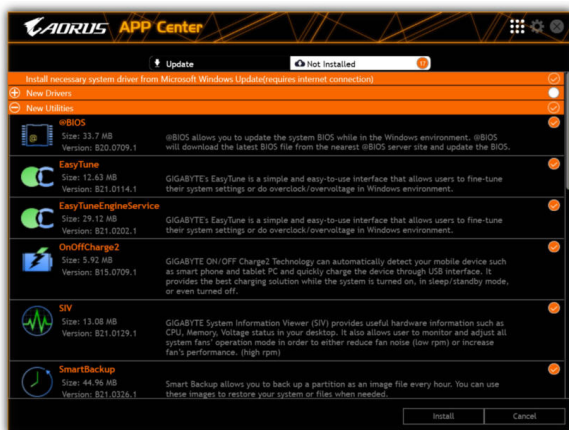 AORUS APP Center
Update
Not Installed
Install necessary system driver from Microsoft Windows Update(requires internet connection)
New Drivers
New Utilities
@BIOS
Size: 33.7 MB
Version: B20.0709.1
@BIOS allows you to update the system BIOS while in the Windows environment. @BIOS
will download the latest BIOS file from the nearest @BIOS server site and update the BIOS.
EasyTune
Size: 12.63 MB
Version: B21.0114.1
GIGABYTE's EasyTune is a simple and easy-to-use interface that allows users to fine-tune
their system settings or do overclock/overvoltage in Windows environment.
EasyTuneEngineService
Size: 29.12 MB
Version: B21.0202.1
GIGABYTE's EasyTune is a simple and easy-to-use interface that allows users to fine-tune
their system settings or do overclock/overvoltage in Windows environment.
OnOffCharge2
Size: 5.92 MB
Version: B15.0709.1
GIGABYTE ON/OFF Charge2 Technology can automatically detect your mobile device such
as smart phone and tablet PC and quickly charge the device through USB interface. It
provides the best charging solution while the system is turned on, in sleep/standby mode,
or even turned off.
SIV
Size: 13.08 MB
Version: B21.0129.1
GIGABYTE System Information Viewer (SIV) provides useful hardware information such as
CPU, Memory, Voltage status in your desktop. It also allows user to monitor and adjust all
system fans' operation mode in order to either reduce fan noise (low rpm) or increase
fan's performance. (high rpm)
SmartBackup
Size: 44.96 MB
Version: B21.0326.1
Smart Backup allows you to back up a partition as an image file every hour. You can use
these images to restore your system or files when needed.
Install
Cancel